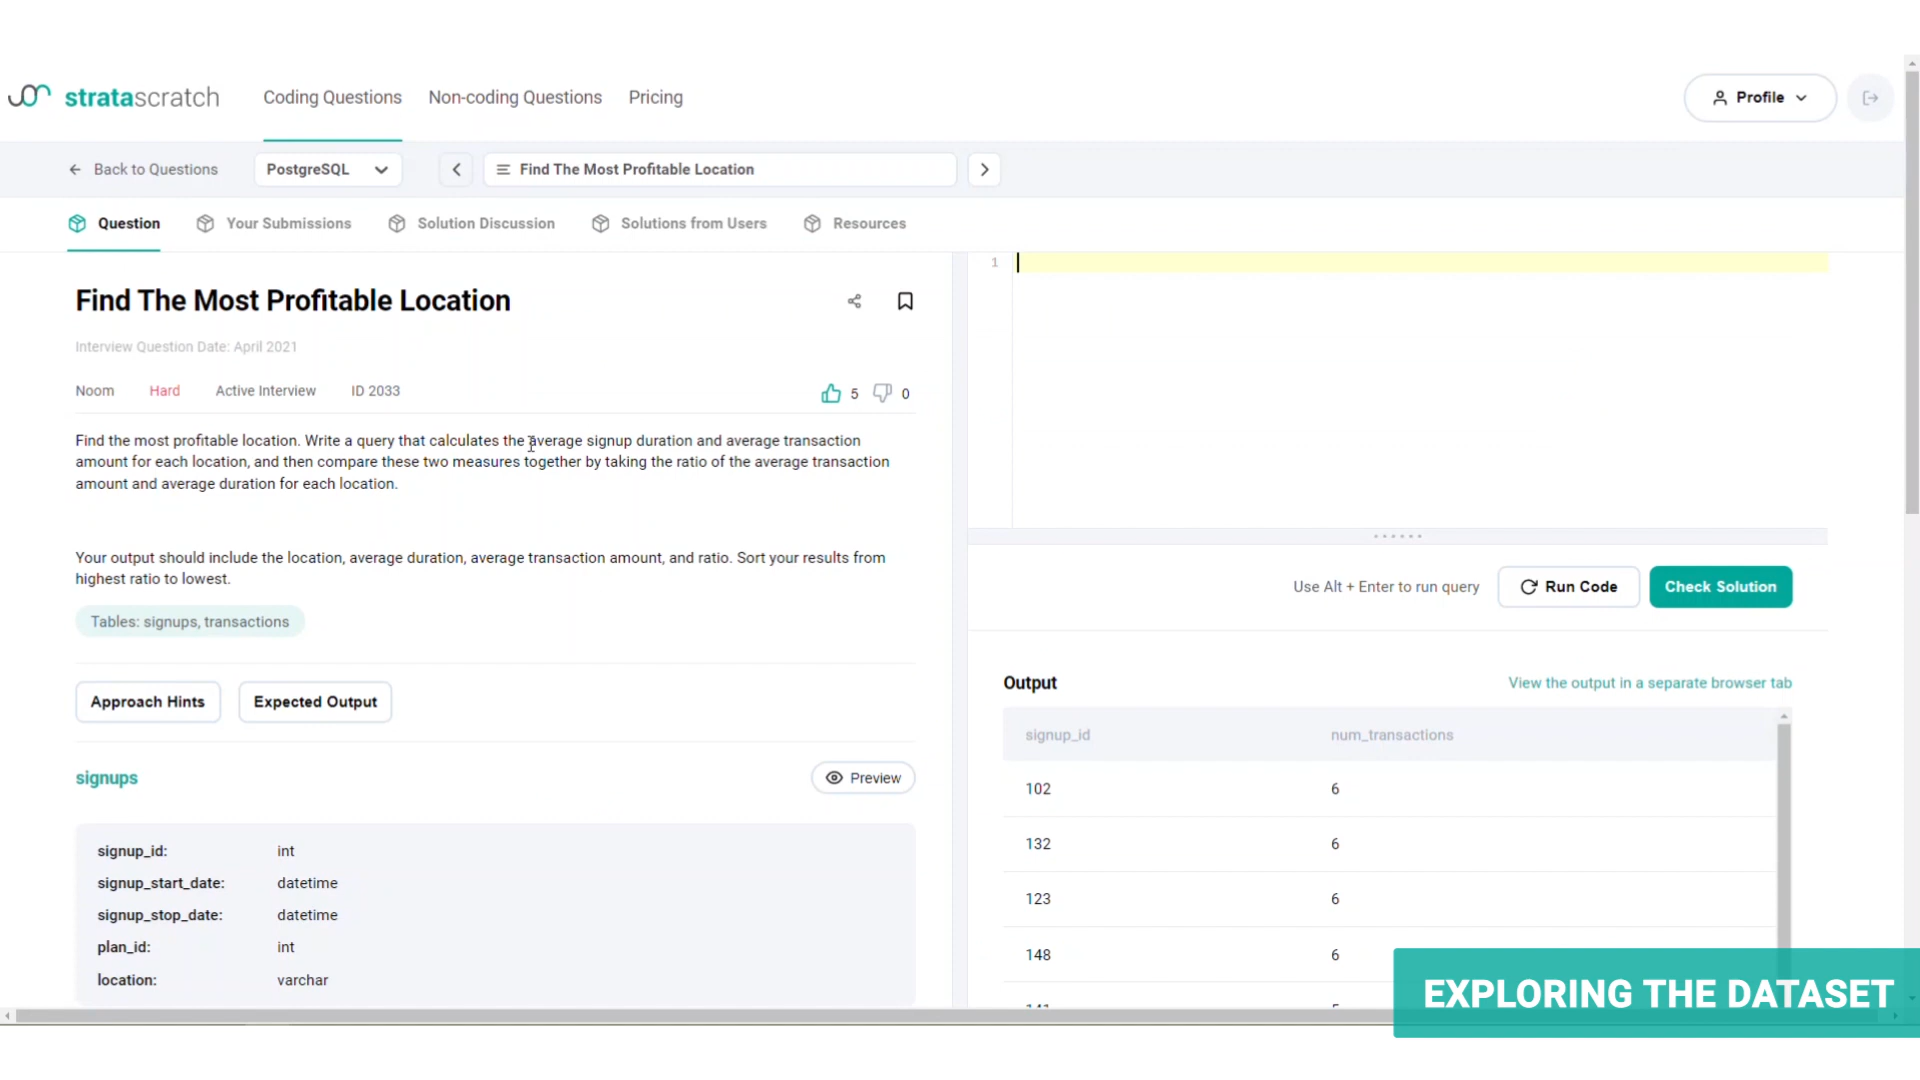 stratascratch
Coding Questions
Non-coding Questions
Pricing
Profile
Back to Questions
PostgreSQL
Find The Most Profitable Location
Question
Your Submissions
Solution Discussion
Solutions from Users
Resources
Find The Most Profitable Location
Interview Question Date: April 2021
Noom Hard Active Interview ID 2033
5 0
Find the most profitable location. Write a query that calculates the average signup duration and average transaction
amount for each location, and then compare these two measures together by taking the ratio of the average transaction
amount and average duration for each location.
Your output should include the location, average duration, average transaction amount, and ratio. Sort your results from
highest ratio to lowest.
Tables: signups, transactions
Approach Hints
Expected Output
signups
Preview
signup_id: int
signup_start_date: datetime
signup_stop_date: datetime
plan_id: int
location: varchar
1
Use Alt + Enter to run query
Run Code
Check Solution
Output
View the output in a separate browser tab
signup_id num_transactions
102 6
132 6
123 6
148 6
EXPLORING THE DATASET